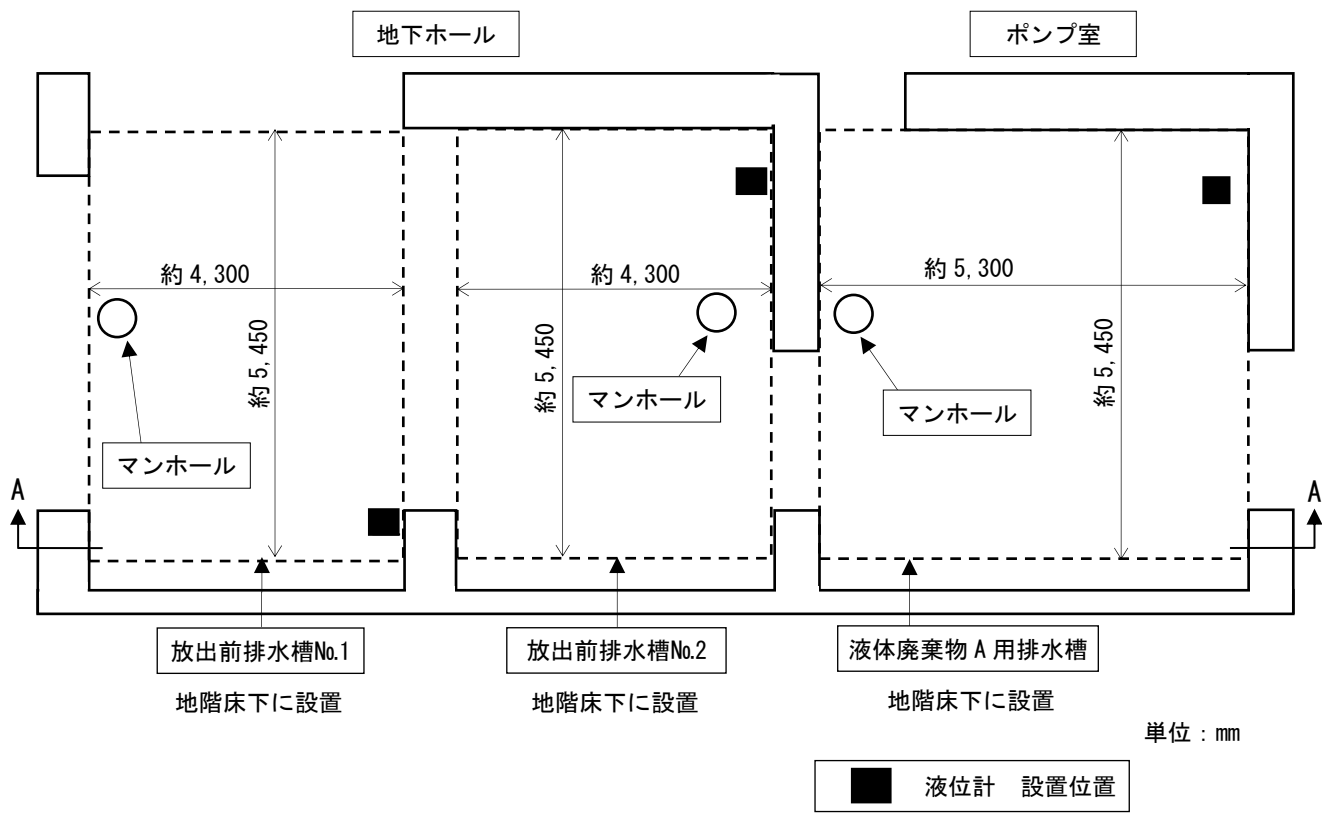 地下ホール
ポンプ室
約 4,300
約 4,300
約 5,300
約 5,450
約 5,450
約 5,450
マンホール
マンホール
マンホール
A
A
放出前排水槽№1
放出前排水槽№2
液体廃棄物 A 用排水槽
地階床下に設置
地階床下に設置
地階床下に設置
単位：㎜
液位計　設置位置